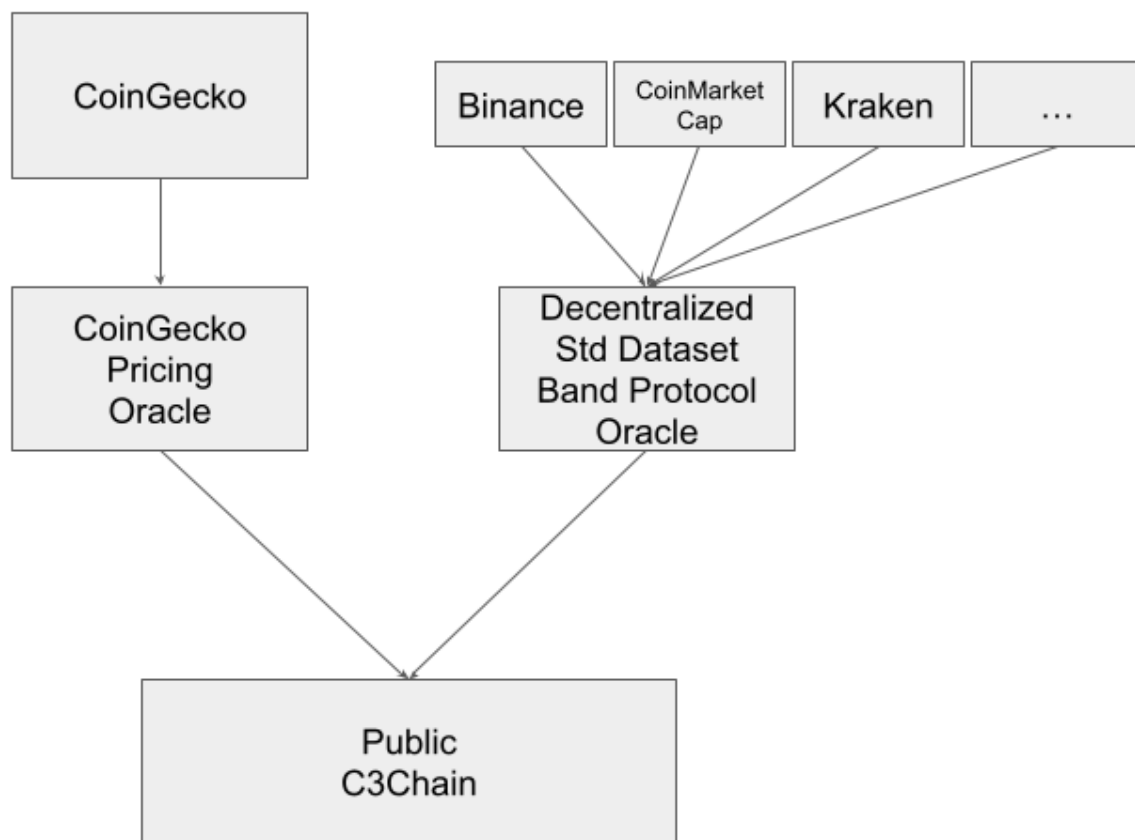 CoinGecko
Binance
CoinMarket
Cap
Kraken
...
CoinGecko
Pricing
Oracle
Decentralized
Std Dataset
Band Protocol
Oracle
Public
C3Chain